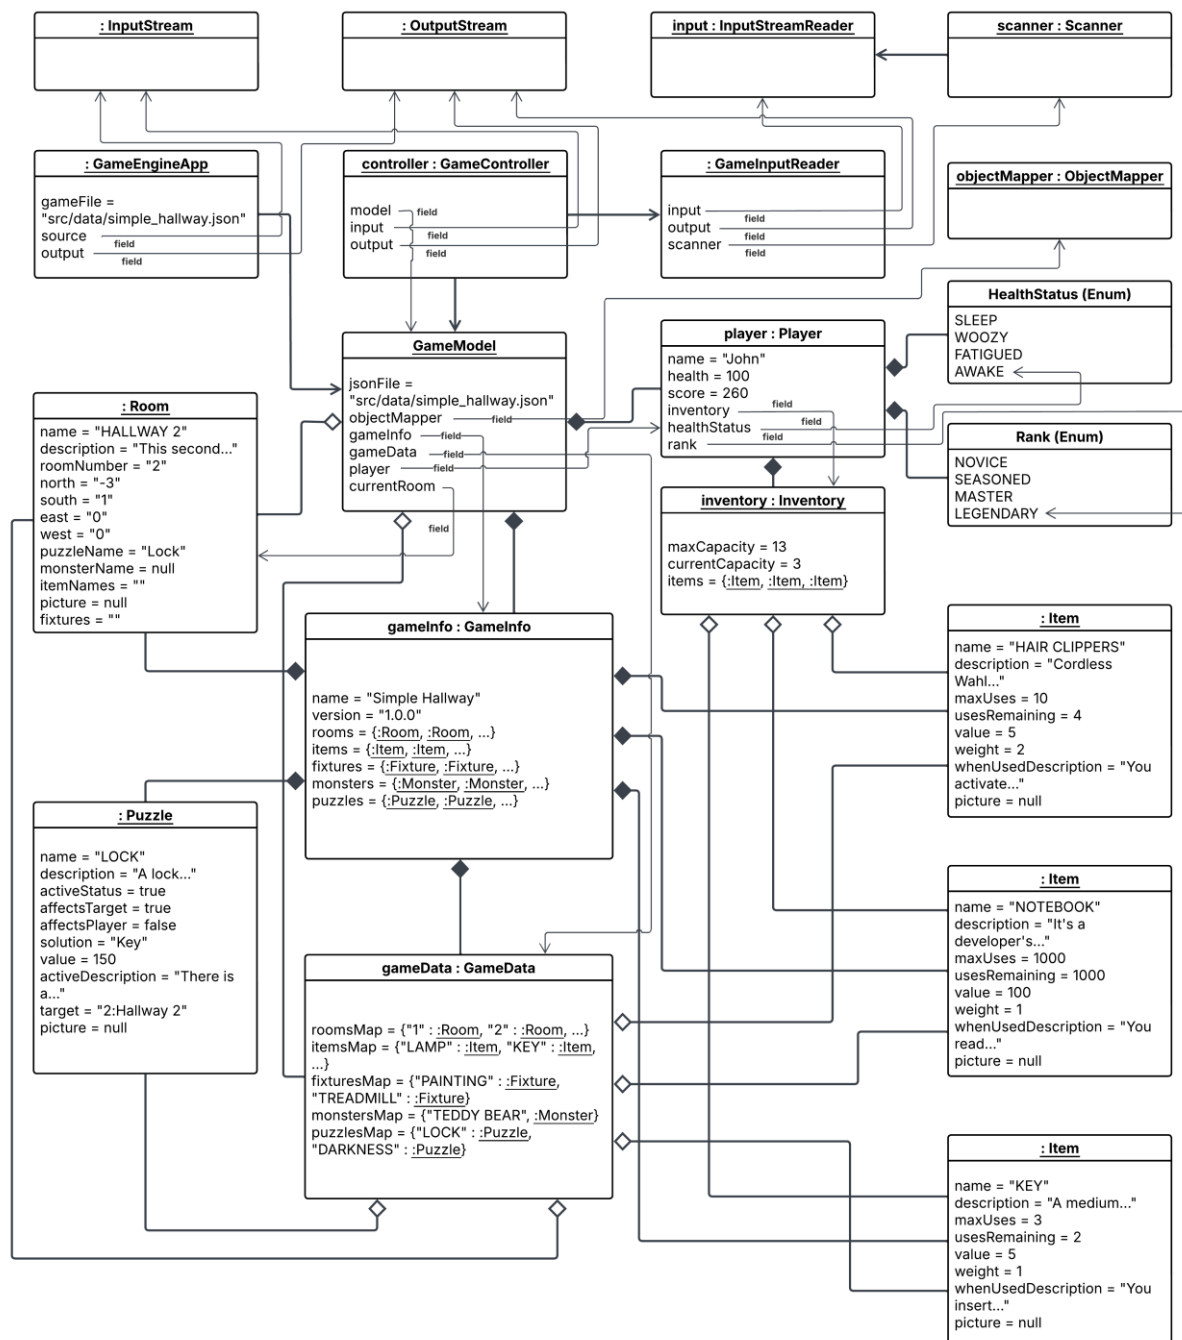 : InputStream
: OutputStream
input : InputStreamReader
scanner : Scanner
: GameEngineApp
gameFile =
"src/data/simple_hallway.json"
source
field
output
field
controller : GameController
model
field
input
field
output
field
: GameInputReader
input
field
output
field
scanner
field
objectMapper : ObjectMapper
HealthStatus (Enum)
SLEEP
WOOZY
FATIGUED
AWAKE
GameModel
jsonFile =
"src/data/simple_hallway.json"
objectMapper
field
gameInfo
field
gameData
field
player
field
currentRoom
field
player : Player
name = "John"
health = 100
score = 260
inventory
field
healthStatus
field
rank
field
Rank (Enum)
NOVICE
SEASONED
MASTER
LEGENDARY
: Room
name = "HALLWAY 2"
description = "This second..."
roomNumber = "2"
north = "-3"
south = "1"
east = "0"
west = "0"
puzzleName = "Lock"
monsterName = null
itemNames = ""
picture = null
fixtures = ""
inventory : Inventory
maxCapacity = 13
currentCapacity = 3
items = {:Item, :Item, :Item}
gameInfo : GameInfo
name = "Simple Hallway"
version = "1.0.0"
rooms = {:Room, :Room, ...}
items = {:Item, :Item, ...}
fixtures = {:Fixture, :Fixture, ...}
monsters = {:Monster, :Monster, ...}
puzzles = {:Puzzle, :Puzzle, ...}
: Item
name = "HAIR CLIPPERS"
description = "Cordless
Wahl..."
maxUses = 10
usesRemaining = 4
value = 5
weight = 2
whenUsedDescription = "You
activate..."
picture = null
: Puzzle
name = "LOCK"
description = "A lock..."
activeStatus = true
affectsTarget = true
affectsPlayer = false
solution = "Key"
value = 150
activeDescription = "There is
a..."
target = "2:Hallway 2"
picture = null
: Item
name = "NOTEBOOK"
description = "It's a
developer's..."
maxUses = 1000
usesRemaining = 1000
value = 100
weight = 1
whenUsedDescription = "You
read..."
picture = null
gameData : GameData
roomsMap = {"1" : :Room, "2" : :Room, ...}
itemsMap = {"LAMP" : :Item, "KEY" : :Item,
...}
fixturesMap = {"PAINTING" : :Fixture,
"TREADMILL" : :Fixture}
monstersMap = {"TEDDY BEAR", :Monster}
puzzlesMap = {"LOCK" : :Puzzle,
"DARKNESS" : :Puzzle}
: Item
name = "KEY"
description = "A medium..."
maxUses = 3
usesRemaining = 2
value = 5
weight = 1
whenUsedDescription = "You
insert..."
picture = null